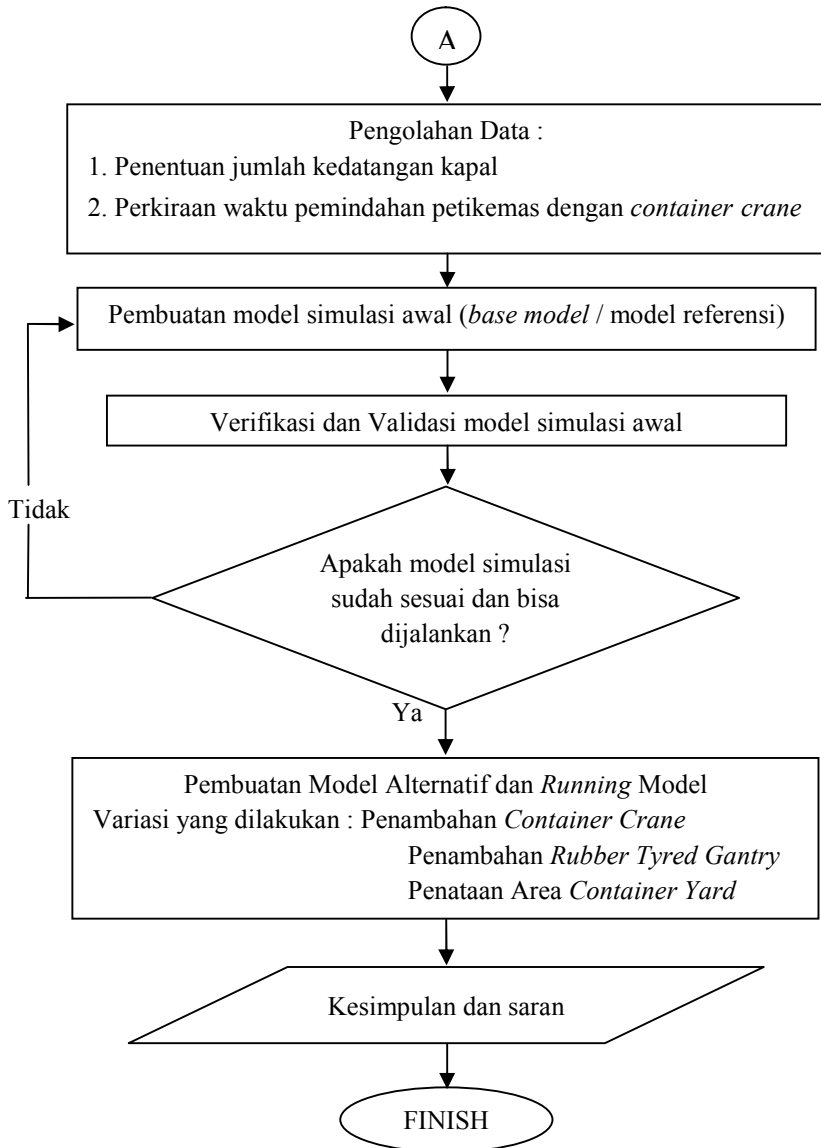 A
Pengolahan Data :
1. Penentuan jumlah kedatangan kapal
2. Perkiraan waktu pemindahan petikemas dengan container crane
Pembuatan model simulasi awal (base model / model referensi)
Verifikasi dan Validasi model simulasi awal
Tidak
Apakah model simulasi
sudah sesuai dan bisa
dijalankan ?
Ya
Pembuatan Model Alternatif dan Running Model
Variasi yang dilakukan : Penambahan Container Crane
Penambahan Rubber Tyred Gantry
Penataan Area Container Yard
Kesimpulan dan saran
FINISH